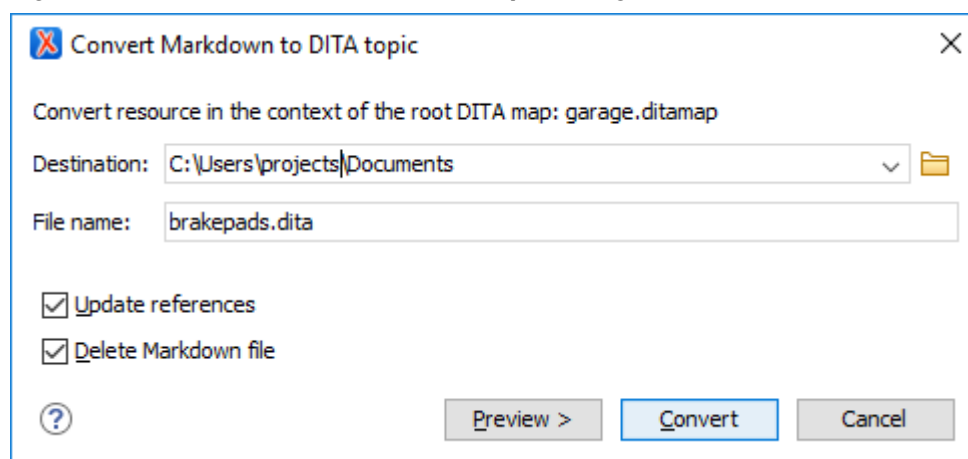 Convert Markdown to DITA topic
Convert resource in the context of the root DITA map: garage.ditamap
Destination: C:\Users\projects\Documents
File name: brakepads.dita
Update references
Delete Markdown file
? Preview > Convert Cancel